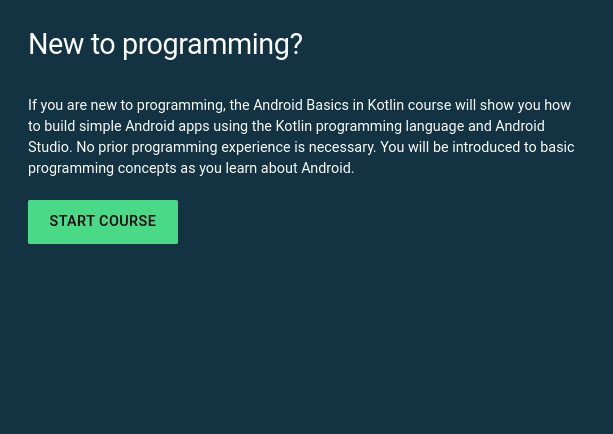 New to programming?
If you are new to programming, the Android Basics in Kotlin course will show you how
to build simple Android apps using the Kotlin programming language and Android
Studio. No prior programming experience is necessary. You will be introduced to basic
programming concepts as you learn about Android.
START COURSE